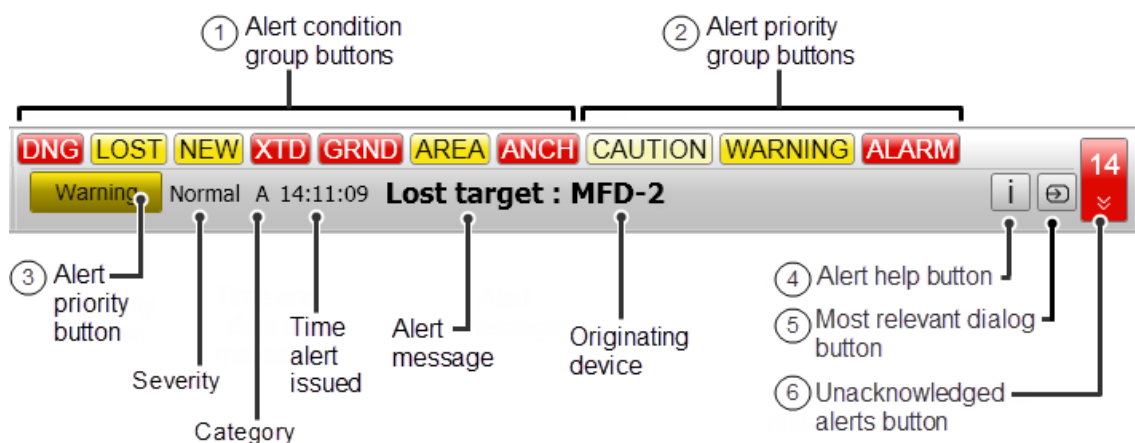 1 Alert condition
group buttons
2 Alert priority
group buttons
DNG LOST NEW XTD GRND AREA ANCH CAUTION WARNING ALARM
14
Warning Normal A 14:11:09 Lost target : MFD-2 i
3 Alert
priority
button
Severity
Category
Time
alert
issued
Alert
message
Originating
device
4 Alert help button
5 Most relevant dialog
button
6 Unacknowledged
alerts button